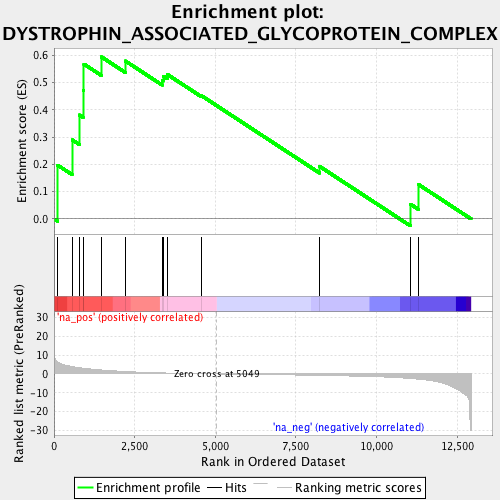 Enrichment plot:
DYSTROPHIN_ASSOCIATED_GLYCOPROTEIN_COMPLEX
Enrichment score (ES)
0.6
0.5
0.4
0.3
0.2
0.1
0.0
'na_pos' (positively correlated)
Ranked list metric (PreRanked)
30
20
10
0
-10
-20
-30
Zero cross at 5049
'na_neg' (negatively correlated)
0
2,500
5,000
7,500
10,000
12,500
Rank in Ordered Dataset
Enrichment profile
Hits
Ranking metric scores